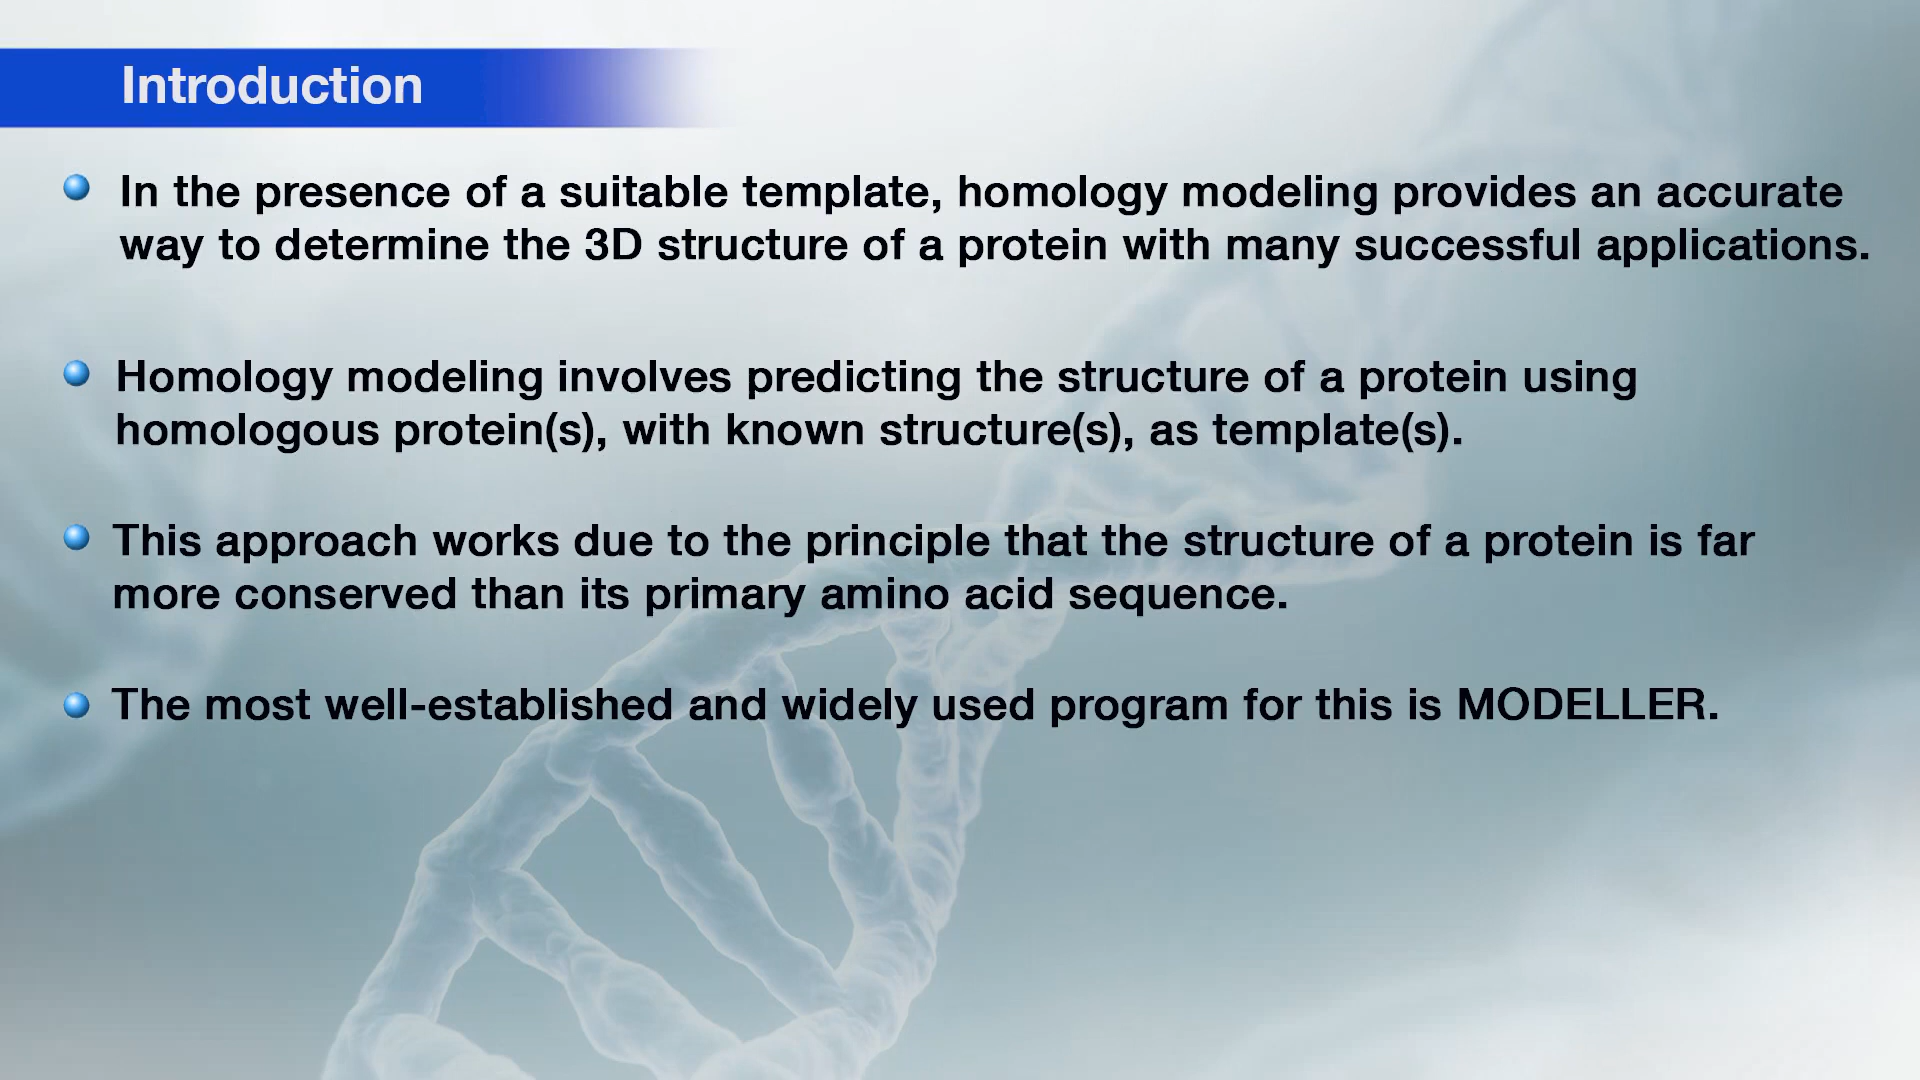 Introduction
In the presence of a suitable template, homology modeling provides an accurate
way to determine the 3D structure of a protein with many successful applications.
Homology modeling involves predicting the structure of a protein using
homologous protein(s), with known structure(s), as template(s).
This approach works due to the principle that the structure of a protein is far
more conserved than its primary amino acid sequence.
The most well-established and widely used program for this is MODELLER.